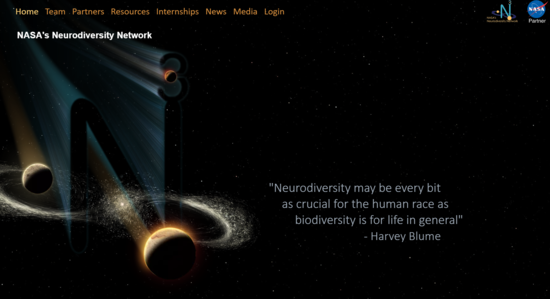 Home Team Partners Resources Internships News Media Login
NASA
Partner
NASA's Neurodiversity Network
"Neurodiversity may be every bit
as crucial for the human race as
biodiversity is for life in general"
- Harvey Blume